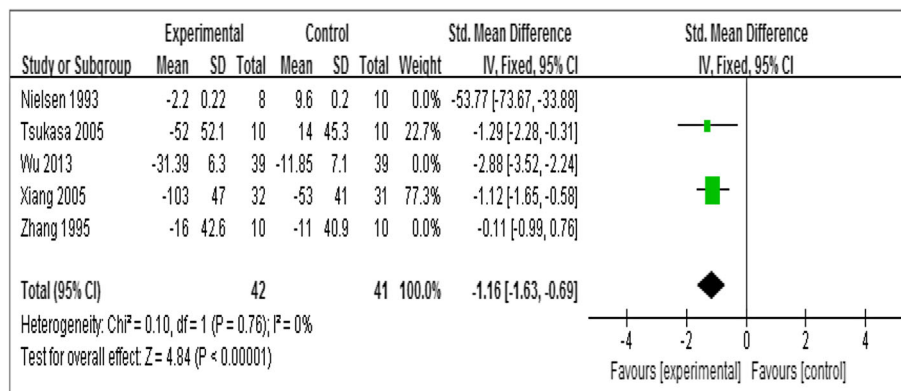 Experimental Control Std. Mean Difference Std. Mean Difference
Study or Subgroup Mean SD Total Mean SD Total Weight IV, Fixed, 95% CI IV, Fixed, 95% CI
Nielsen 1993 -2.2 0.22 8 9.6 0.2 10 0.0% -53.77 [-73.67, -33.88]
Tsukasa 2005 -52 52.1 10 14 45.3 10 22.7% -1.29 [-2.28, -0.31]
Wu 2013 -31.39 6.3 39 -11.85 7.1 39 0.0% -2.88 [-3.52, -2.24]
Xiang 2005 -103 47 32 -53 41 31 77.3% -1.12 [-1.65, -0.58]
Zhang 1995 -16 42.6 10 -11 40.9 10 0.0% -0.11 [-0.99, 0.76]
Total (95% CI) 42 41 100.0% -1.16 [-1.63, -0.69]
Heterogeneity: Chi² = 0.10, df = 1 (P = 0.76); I² = 0%
Test for overall effect: Z = 4.84 (P < 0.00001)
-4 -2 0 2 4
Favours [experimental] Favours [control]